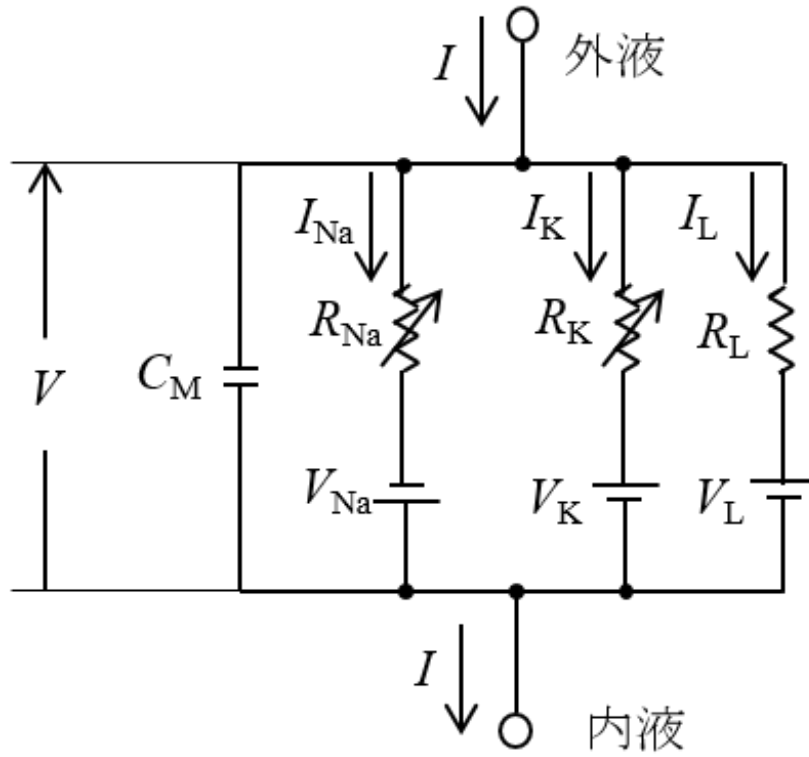 I 外液
I_Na I_K I_L
R_Na R_K R_L
V C_M
V_Na V_K V_L
I 内液